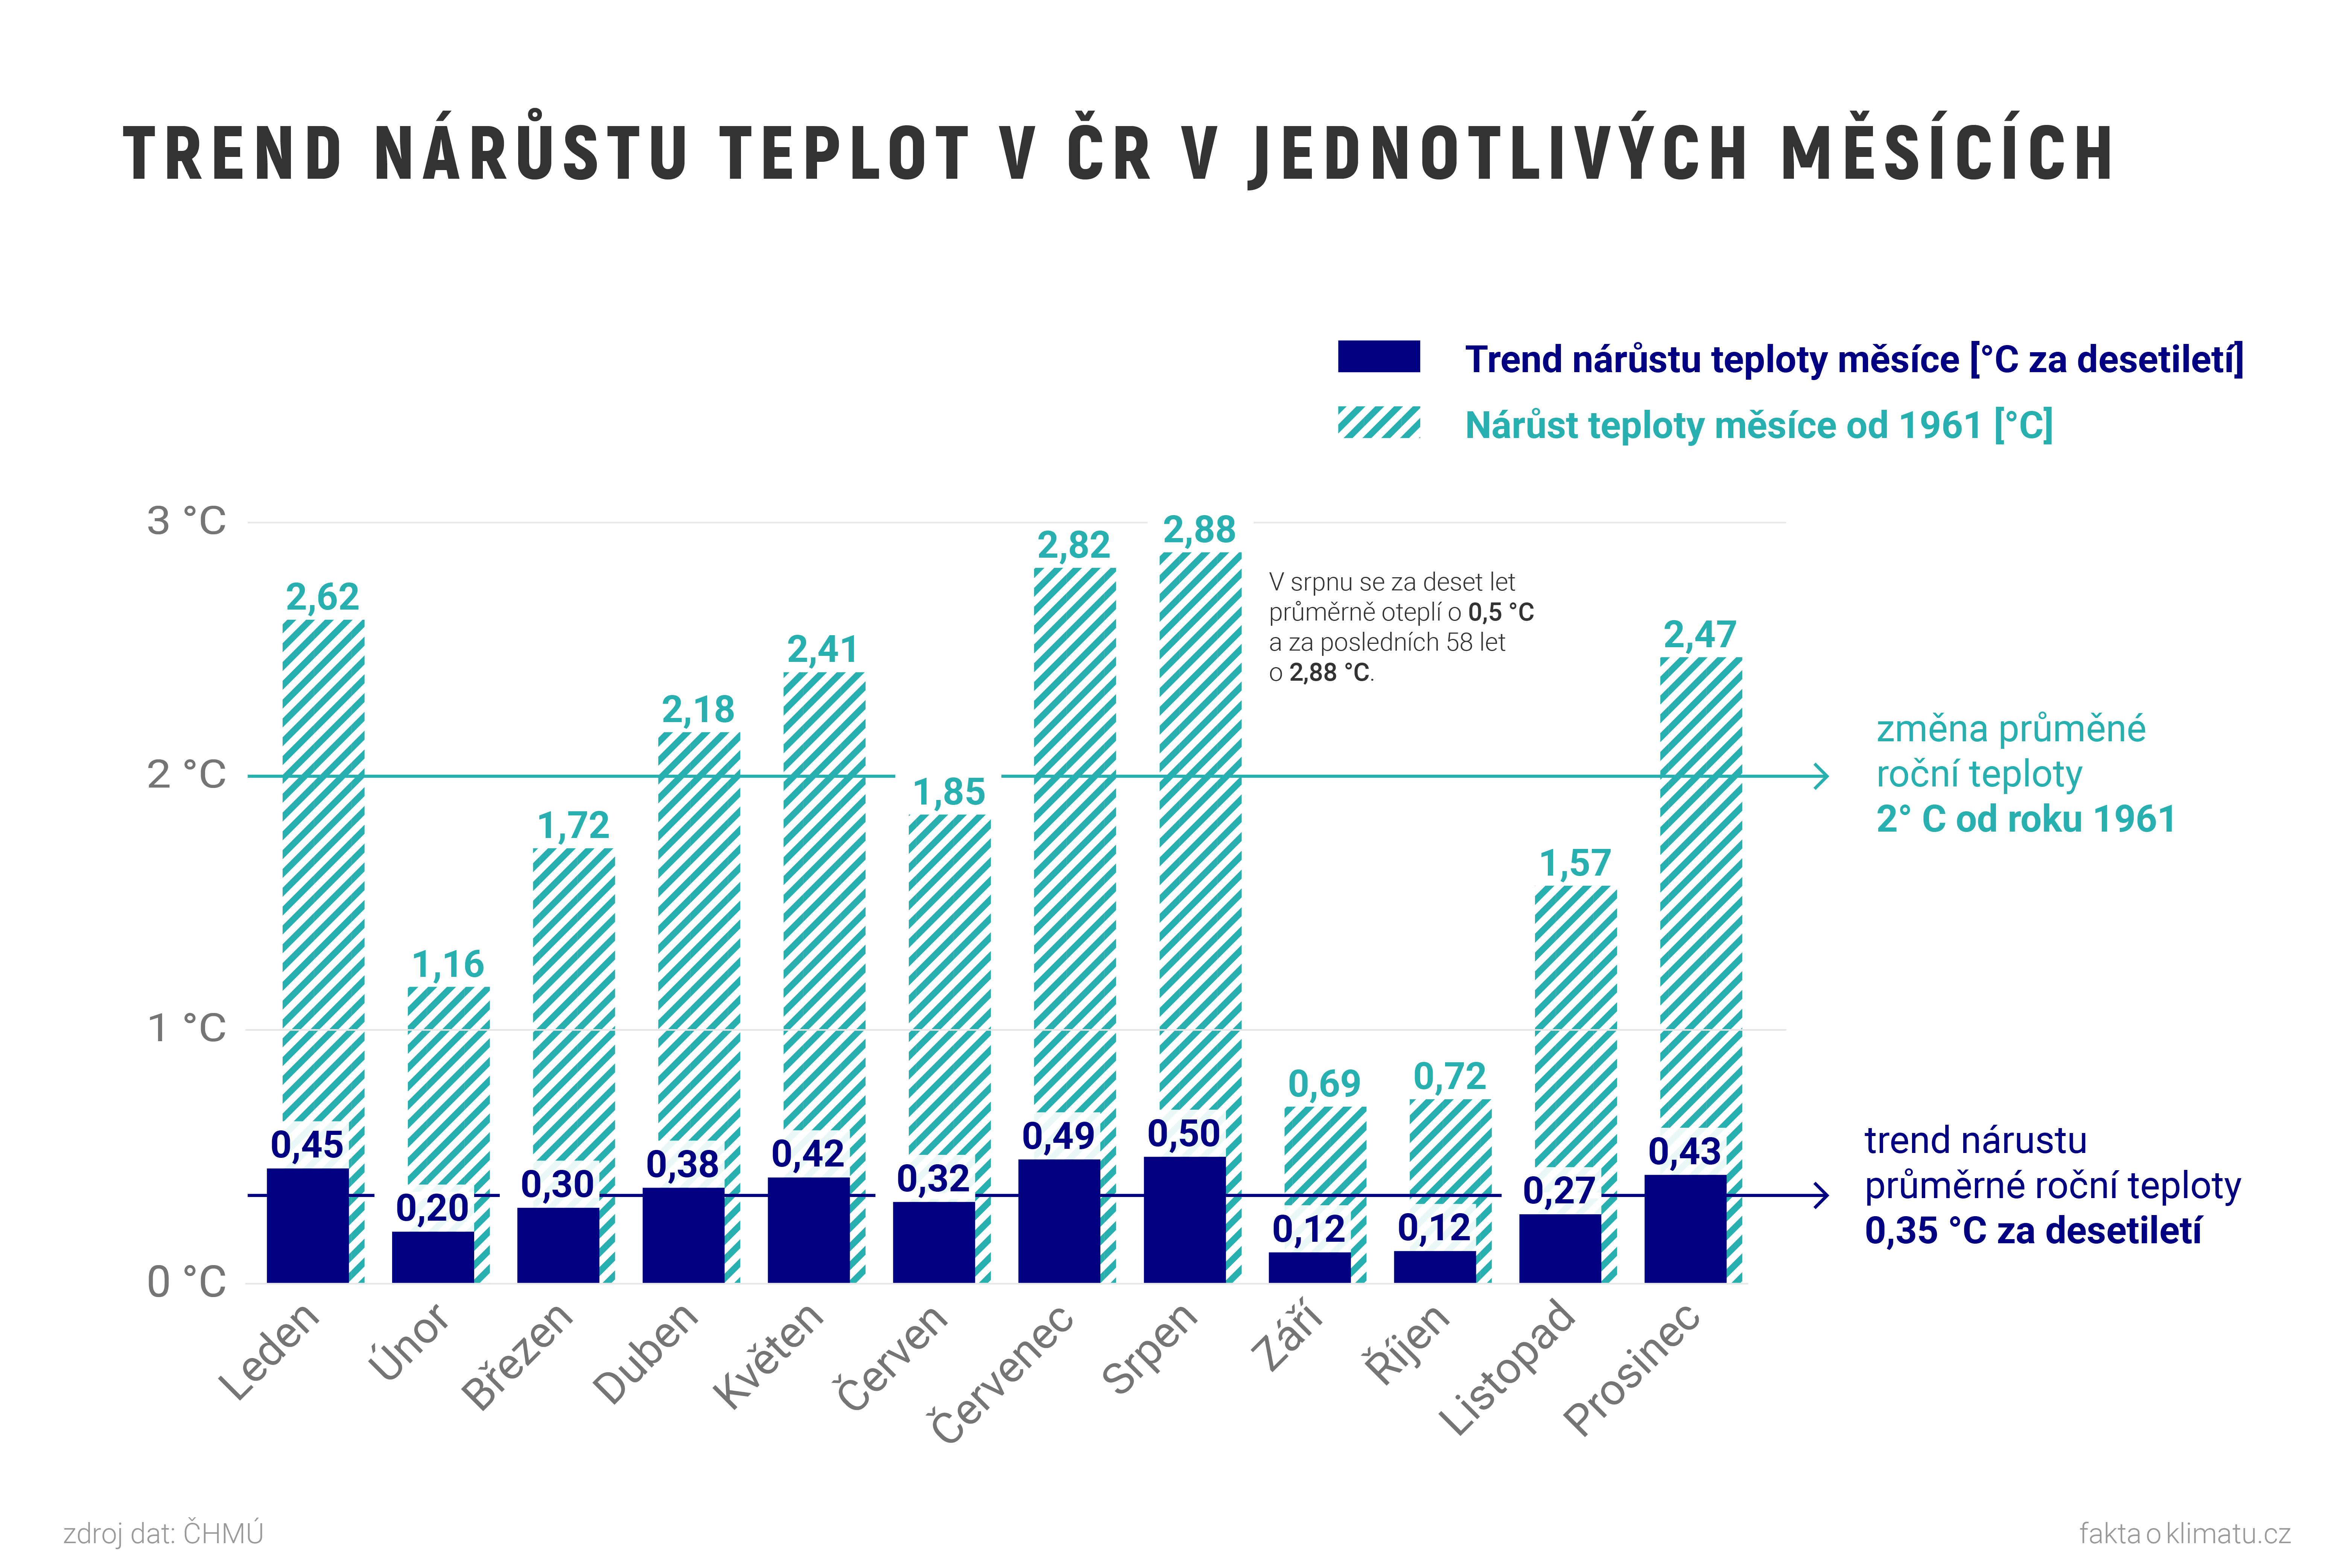 TREND NÁRŮSTU TEPLOT V ČR V JEDNOTLIVÝCH MĚSÍCÍCH
Trend nárůstu teploty měsíce [°C za desetiletí]
Nárůst teploty měsíce od 1961 [°C]
3 °C
2 °C
1 °C
0 °C
2,62
1,16
1,72
2,18
2,41
1,85
2,82
2,88
0,69
0,72
1,57
2,47
V srpnu se za deset let
průměrně oteplí o 0,5 °C
a za posledních 58 let
o 2,88 °C.
změna průměné
roční teploty
2° C od roku 1961
0,45
0,20
0,30
0,38
0,42
0,32
0,49
0,50
0,12
0,12
0,27
0,43
trend nárustu
průměrné roční teploty
0,35 °C za desetiletí
Leden
Únor
Březen
Duben
Květen
Červen
Červenec
Srpen
Září
Říjen
Listopad
Prosinec
zdroj dat: ČHMÚ
fakta o klimatu.cz